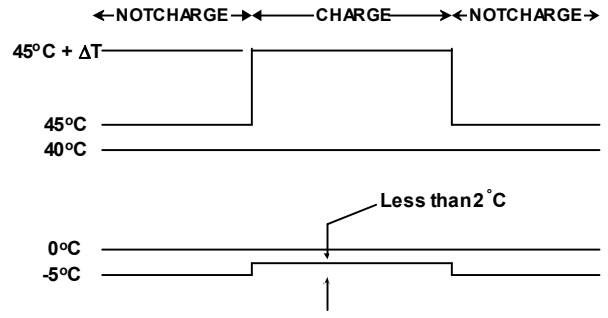 NOTCHARGE CHARGE NOTCHARGE
45°C + ΔT
45°C
40°C
Less than 2°C
0°C
-5°C